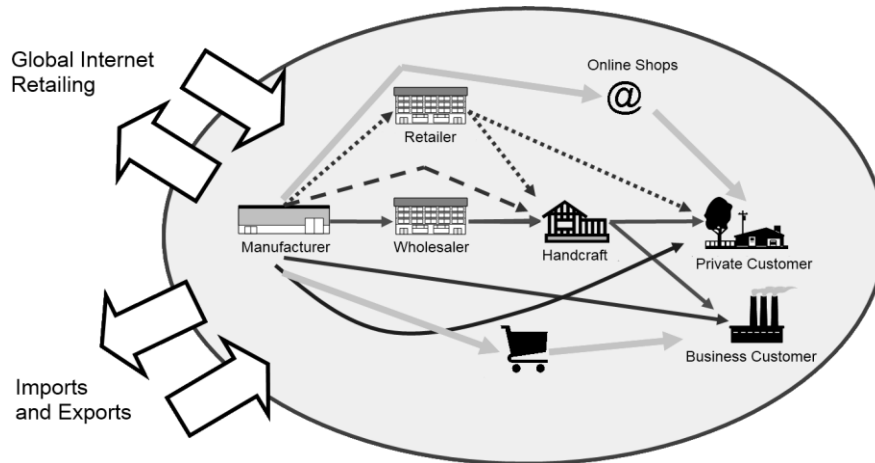 Global Internet
Retailing
Online Shops
@
Retailer
Manufacturer
Wholesaler
Handcraft
Private Customer
Business Customer
Imports
and Exports